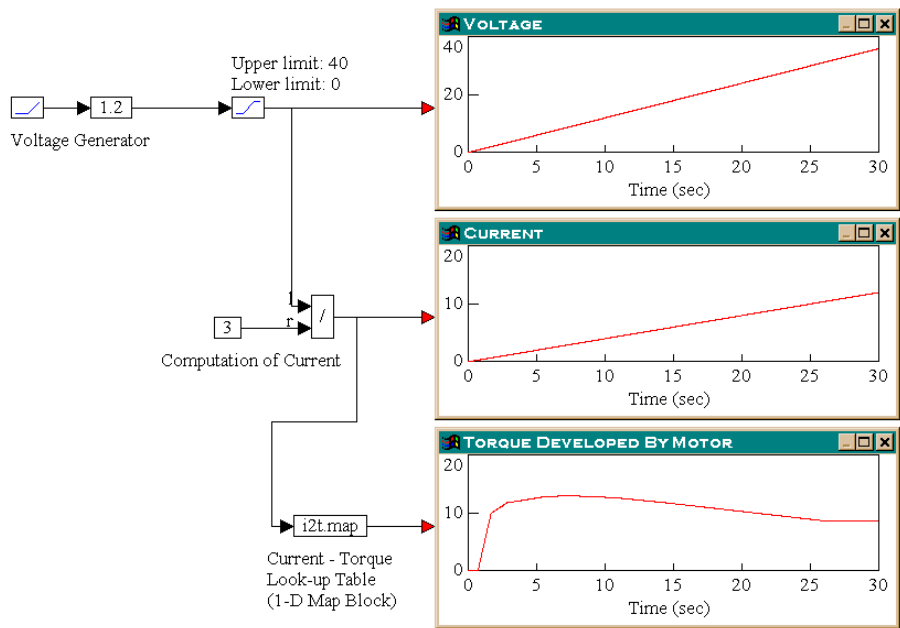 VOLTAGE
40
20
0
0 5 10 15 20 25 30
Time (sec)
Upper limit: 40
Lower limit: 0
1.2
Voltage Generator
CURRENT
20
10
0
0 5 10 15 20 25 30
Time (sec)
l
r
/
3
Computation of Current
TORQUE DEVELOPED BY MOTOR
20
10
0
0 5 10 15 20 25 30
Time (sec)
i2t.map
Current - Torque
Look-up Table
(1-D Map Block)